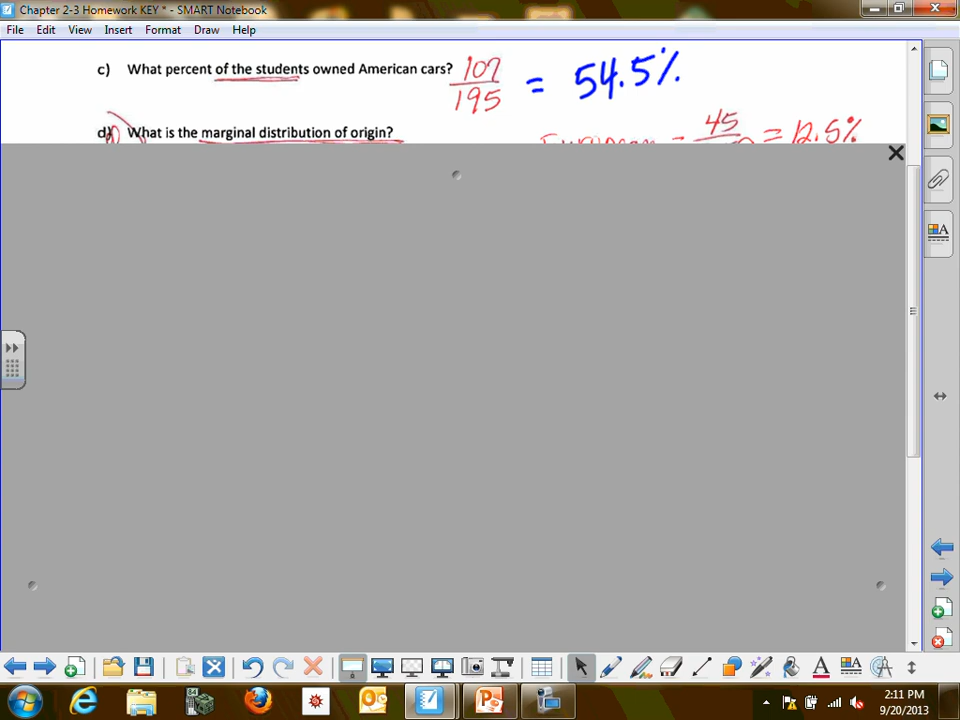 Chapter 2-3 Homework KEY * - SMART Notebook
File Edit View Insert Format Draw Help
c) What percent of the students owned American cars? 107/195 = 54.5%
d) What is the marginal distribution of origin?
45
= 12.5%
2:11 PM
9/20/2013